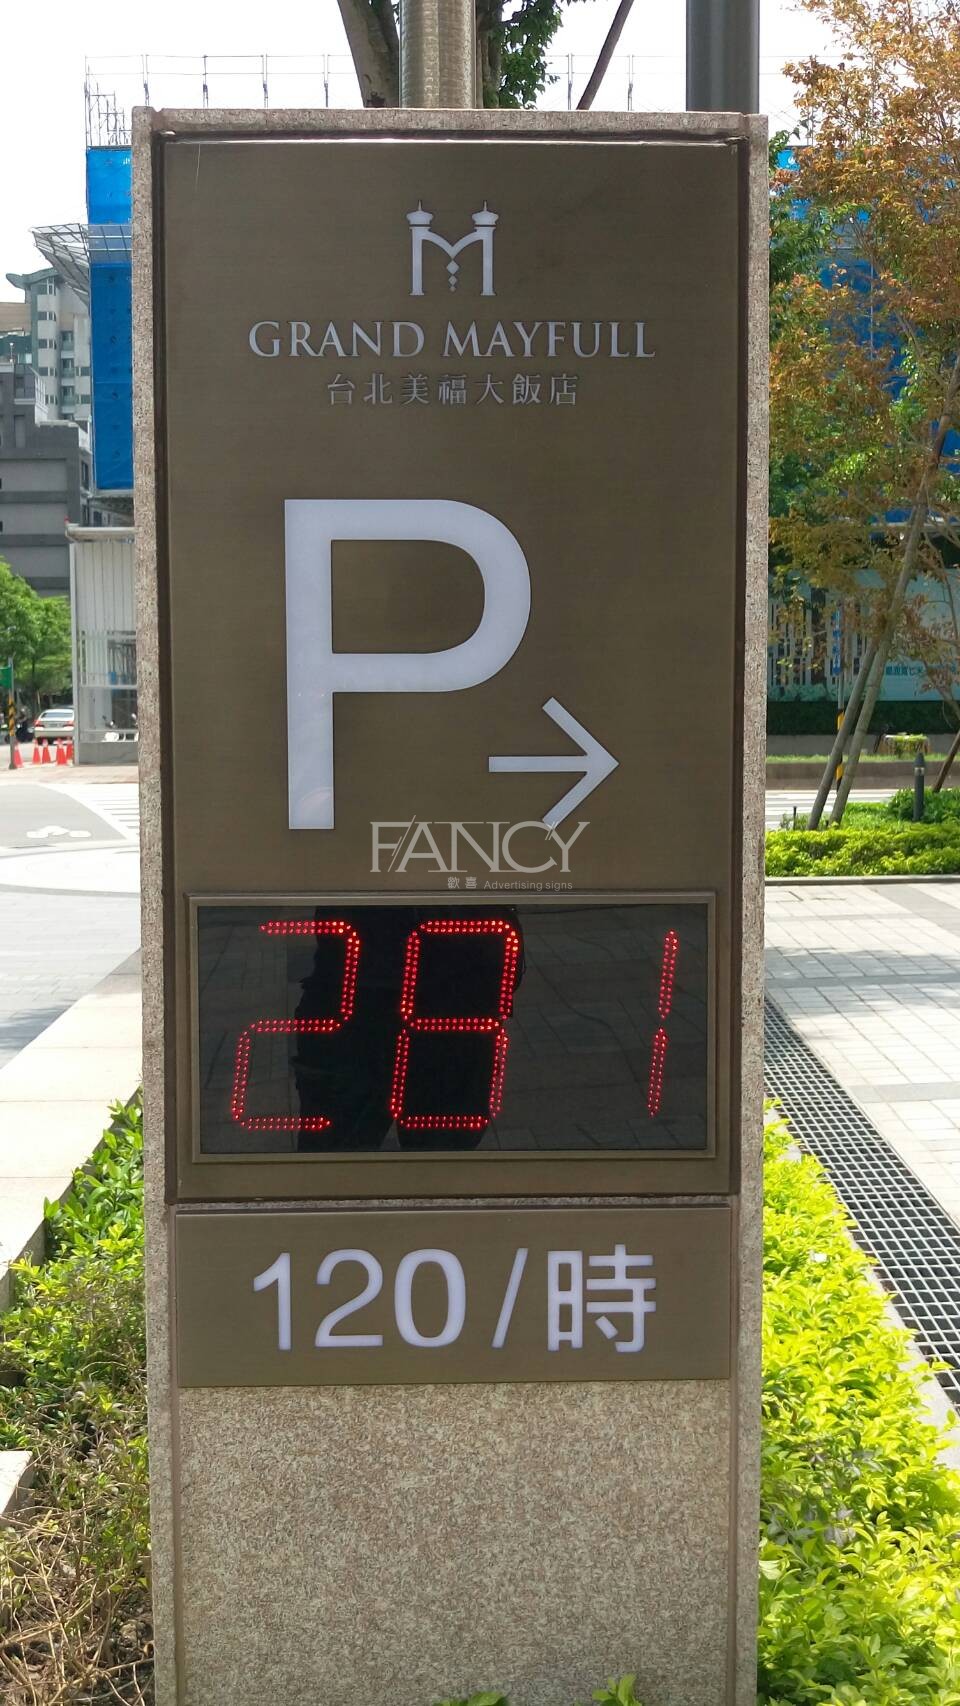 GRAND MAYFULL
台北美福大飯店
P →
FANCY
歡喜 Advertising signs
281
120/時